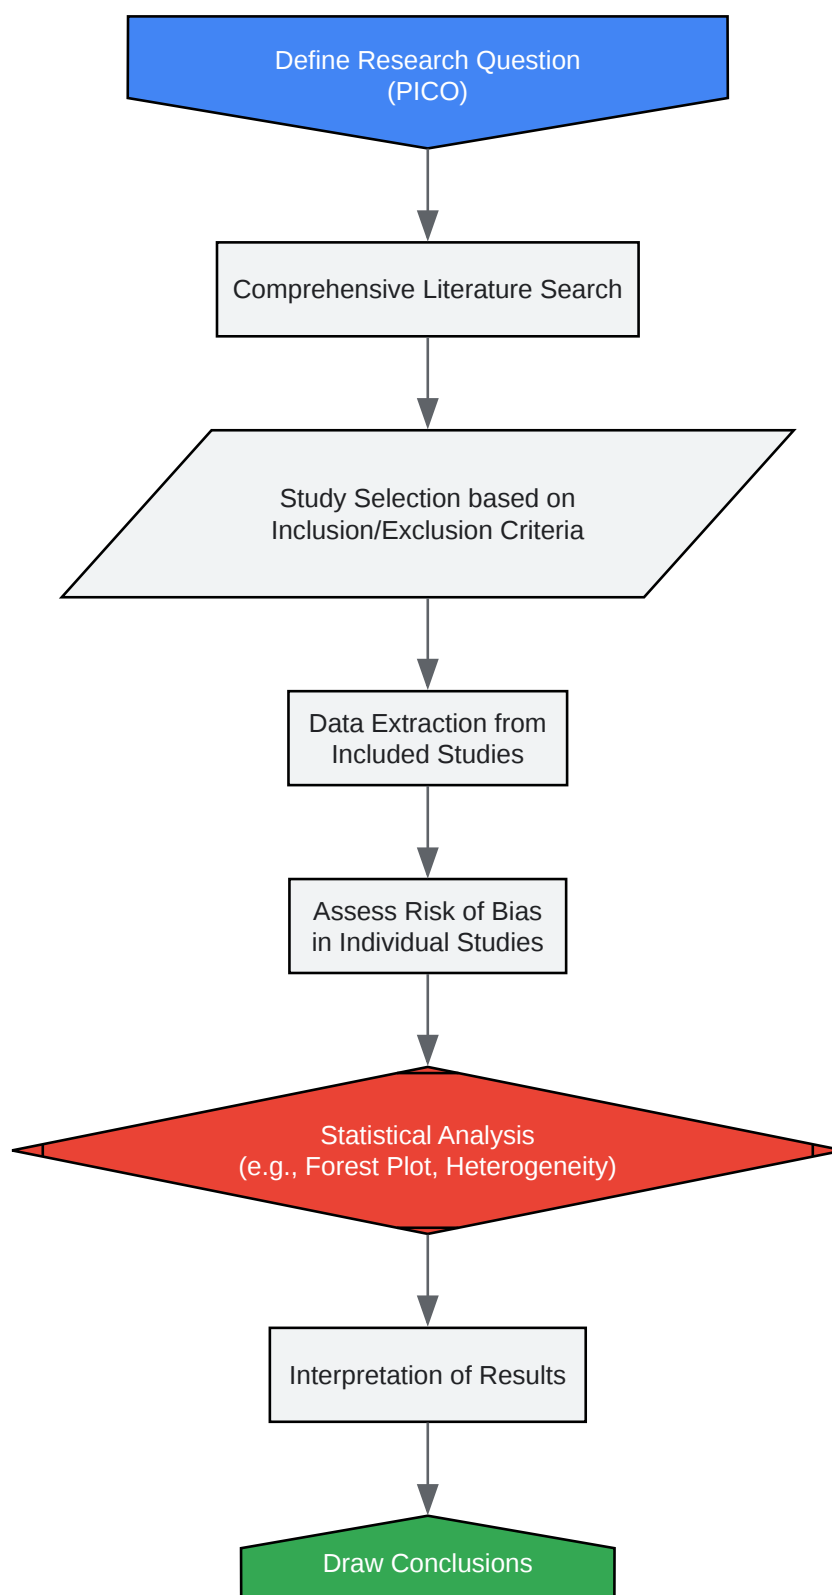 Define Research Question
(PICO)
Comprehensive Literature Search
Study Selection based on
Inclusion/Exclusion Criteria
Data Extraction from
Included Studies
Assess Risk of Bias
in Individual Studies
Statistical Analysis
(e.g., Forest Plot, Heterogeneity)
Interpretation of Results
Draw Conclusions